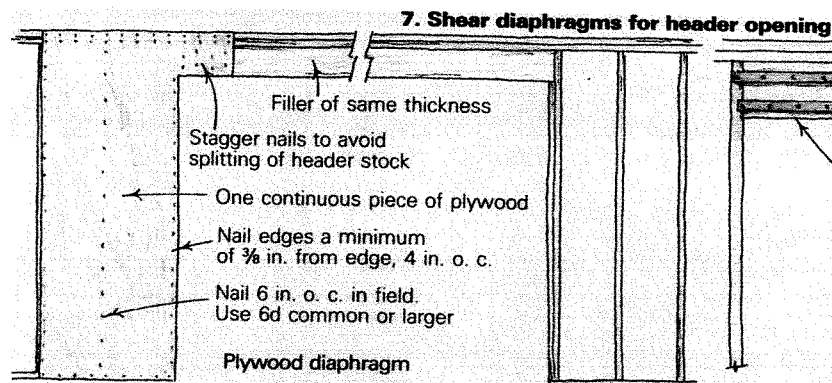 7. Shear diaphragms for header opening
Filler of same thickness
Stagger nails to avoid
splitting of header stock
One continuous piece of plywood
Nail edges a minimum
of ⅜ in. from edge, 4 in. o. c.
Nail 6 in. o. c. in field.
Use 6d common or larger
Plywood diaphragm